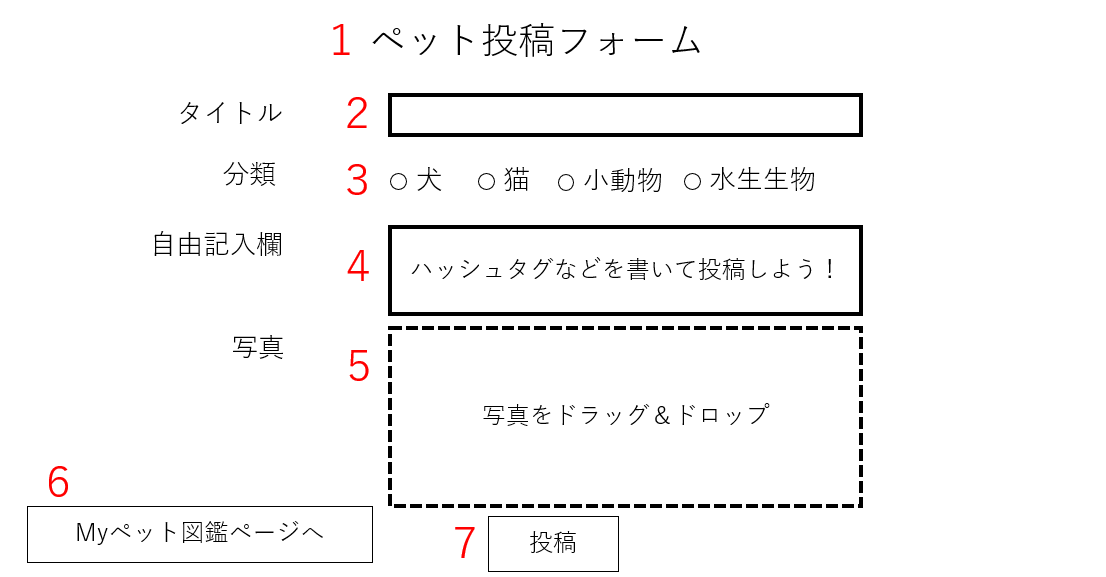 1 ペット投稿フォーム
タイトル 2
分類 3 ○ 犬 ○ 猫 ○ 小動物 ○ 水生生物
自由記入欄 4 ハッシュタグなどを書いて投稿しよう！
写真 5 写真をドラッグ＆ドロップ
6 Myペット図鑑ページへ
7 投稿